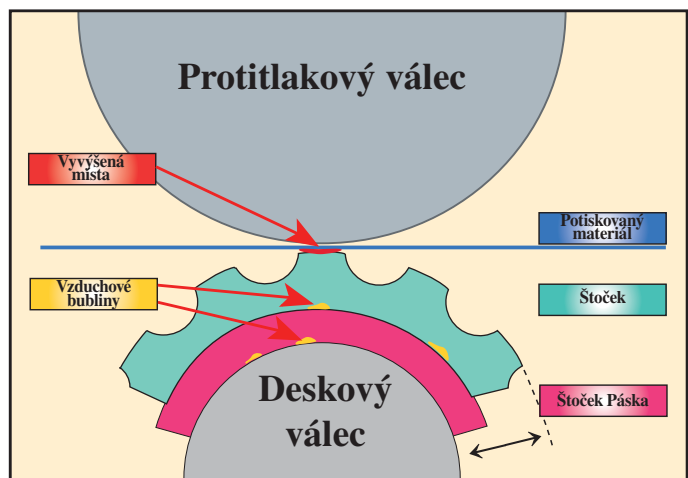 Protitlakový válec
Vyvýšená
místa
Potiskovaný
materiál
Vzduchové
bubliny
Štoček
Deskový
válec
Štoček Páska